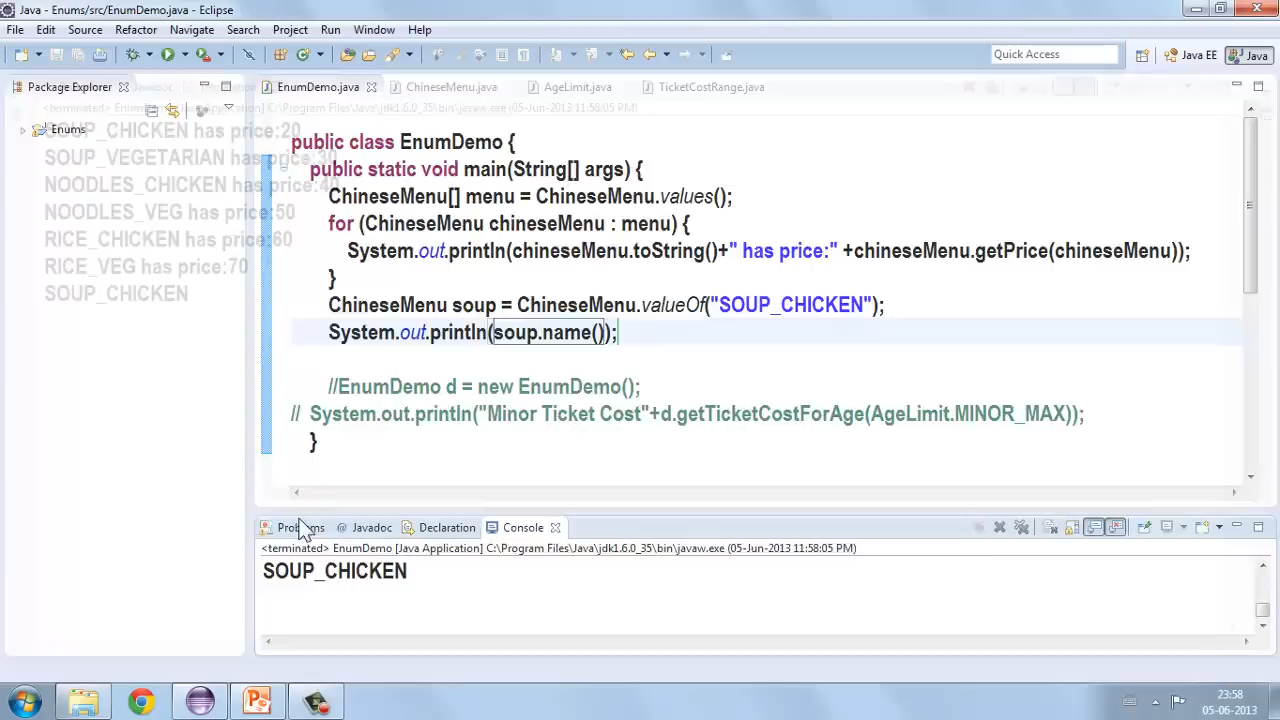 Java - Enums/src/EnumDemo.java - Eclipse
File Edit Source Refactor Navigate Search Project Run Window Help
Quick Access Java EE Java
Package Explorer EnumDemo.java ChineseMenu.java AgeLimit.java TicketCostRange.java
Enums
SOUP_CHICKEN has price:20
SOUP_VEGETARIAN has price:30
NOODLES_CHICKEN has price:40
NOODLES_VEG has price:50
RICE_CHICKEN has price:60
RICE_VEG has price:70
SOUP_CHICKEN
public class EnumDemo {
public static void main(String[] args) {
ChineseMenu[] menu = ChineseMenu.values();
for (ChineseMenu chineseMenu : menu) {
System.out.println(chineseMenu.toString()+" has price:" +chineseMenu.getPrice(chineseMenu));
}
ChineseMenu soup = ChineseMenu.valueOf("SOUP_CHICKEN");
System.out.println(soup.name());
//EnumDemo d = new EnumDemo();
// System.out.println("Minor Ticket Cost"+d.getTicketCostForAge(AgeLimit.MINOR_MAX));
}
Problems @ Javadoc Declaration Console
<terminated> EnumDemo [Java Application] C:\Program Files\Java\jdk1.6.0_35\bin\javaw.exe (05-Jun-2013 11:58:05 PM)
SOUP_CHICKEN
23:58
05-06-2013